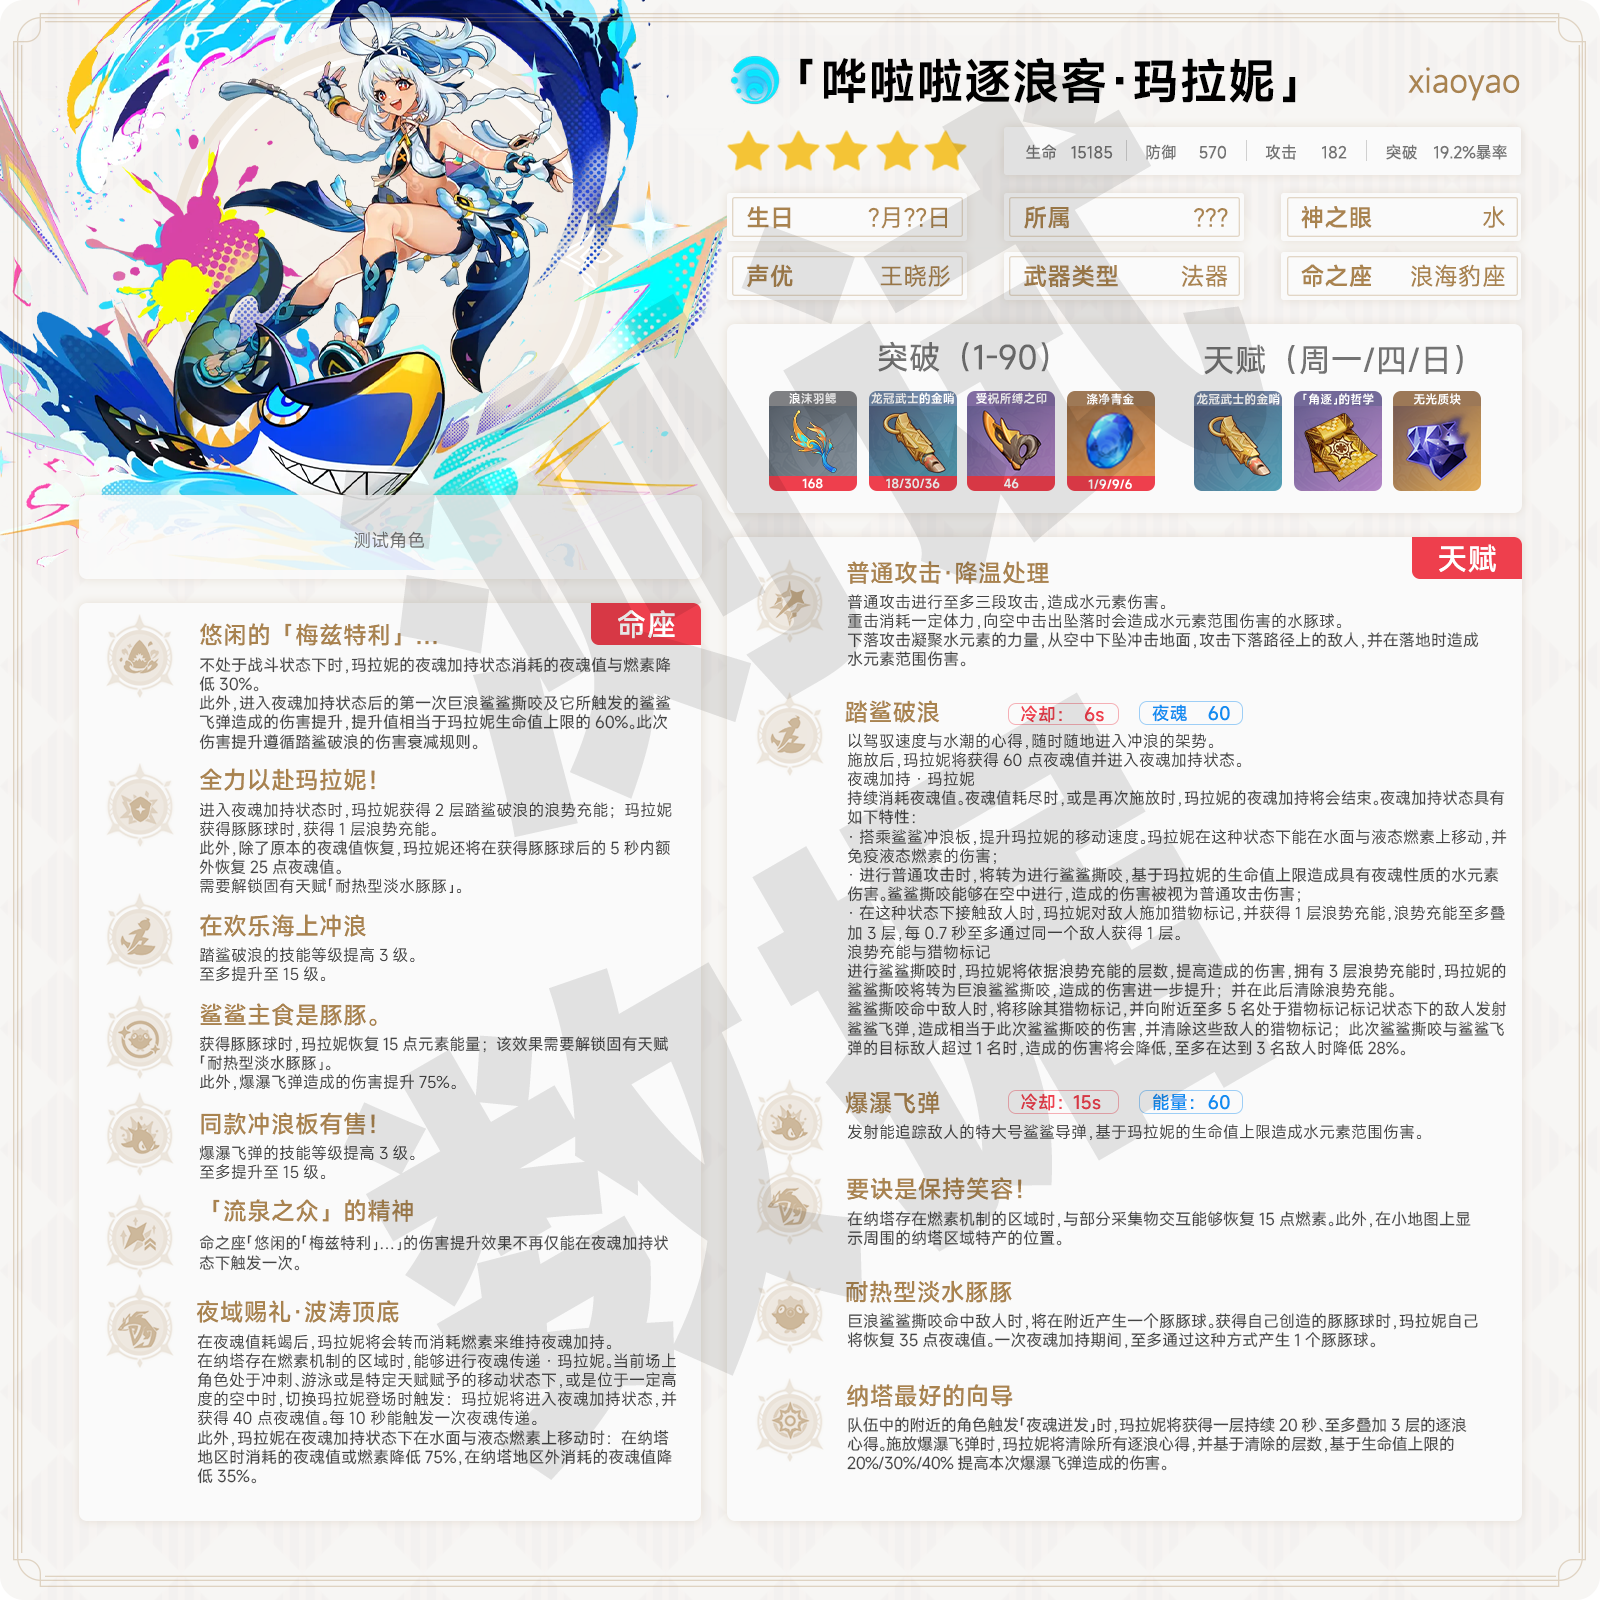 「哗啦啦逐浪客·玛拉妮」
xiaoyao
生命 15185 防御 570 攻击 182 突破 19.2%暴率
生日 ?月??日 所属 ??? 神之眼 水
声优 王晓彤 武器类型 法器 命之座 浪海豹座
突破（1-90） 天赋（周一/四/日）
浪沫羽鳃 龙冠武士的金哨 受祝所缚之印 涤净青金 龙冠武士的金哨 「角逐」的哲学 无光质块
168 18/30/36 46 1/9/9/6
测试角色
命座
悠闲的「梅兹特利」…
不处于战斗状态下时,玛拉妮的夜魂加持状态消耗的夜魂值与燃素降
低 30%。
此外,进入夜魂加持状态后的第一次巨浪鲨鲨撕咬及它所触发的鲨鲨
飞弹造成的伤害提升,提升值相当于玛拉妮生命值上限的 60%。此次
伤害提升遵循踏鲨破浪的伤害衰减规则。
全力以赴玛拉妮！
进入夜魂加持状态时,玛拉妮获得 2 层踏鲨破浪的浪势充能；玛拉妮
获得豚豚球时,获得 1 层浪势充能。
此外,除了原本的夜魂值恢复,玛拉妮还将在获得豚豚球后的 5 秒内额
外恢复 25 点夜魂值。
需要解锁固有天赋「耐热型淡水豚豚」。
在欢乐海上冲浪
踏鲨破浪的技能等级提高 3 级。
至多提升至 15 级。
鲨鲨主食是豚豚。
获得豚豚球时,玛拉妮恢复 15 点元素能量；该效果需要解锁固有天赋
「耐热型淡水豚豚」。
此外,爆瀑飞弹造成的伤害提升 75%。
同款冲浪板有售！
爆瀑飞弹的技能等级提高 3 级。
至多提升至 15 级。
「流泉之众」的精神
命之座「悠闲的「梅兹特利」…」的伤害提升效果不再仅能在夜魂加持状
态下触发一次。
夜域赐礼·波涛顶底
在夜魂值耗竭后,玛拉妮将会转而消耗燃素来维持夜魂加持。
在纳塔存在燃素机制的区域时,能够进行夜魂传递·玛拉妮。当前场上
角色处于冲刺、游泳或是特定天赋赋予的移动状态下,或是位于一定高
度的空中时,切换玛拉妮登场时触发：玛拉妮将进入夜魂加持状态,并
获得 40 点夜魂值。每 10 秒能触发一次夜魂传递。
此外,玛拉妮在夜魂加持状态下在水面与液态燃素上移动时：在纳塔
地区时消耗的夜魂值或燃素降低 75%,在纳塔地区外消耗的夜魂值降
低 35%。
天赋
普通攻击·降温处理
普通攻击进行至多三段攻击,造成水元素伤害。
重击消耗一定体力,向空中击出坠落时会造成水元素范围伤害的水豚球。
下落攻击凝聚水元素的力量,从空中下坠冲击地面,攻击下落路径上的敌人,并在落地时造成
水元素范围伤害。
踏鲨破浪 冷却： 6s 夜魂 60
以驾驭速度与水潮的心得,随时随地进入冲浪的架势。
施放后,玛拉妮将获得 60 点夜魂值并进入夜魂加持状态。
夜魂加持·玛拉妮
持续消耗夜魂值。夜魂值耗尽时,或是再次施放时,玛拉妮的夜魂加持将会结束。夜魂加持状态具有
如下特性：
·搭乘鲨鲨冲浪板,提升玛拉妮的移动速度。玛拉妮在这种状态下能在水面与液态燃素上移动,并
免疫液态燃素的伤害；
·进行普通攻击时,将转为进行鲨鲨撕咬,基于玛拉妮的生命值上限造成具有夜魂性质的水元素
伤害。鲨鲨撕咬能够在空中进行,造成的伤害被视为普通攻击伤害；
·在这种状态下接触敌人时,玛拉妮对敌人施加猎物标记,并获得 1 层浪势充能,浪势充能至多叠
加 3 层,每 0.7 秒至多通过同一个敌人获得 1 层。
浪势充能与猎物标记
进行鲨鲨撕咬时,玛拉妮将依据浪势充能的层数,提高造成的伤害,拥有 3 层浪势充能时,玛拉妮的
鲨鲨撕咬将转为巨浪鲨鲨撕咬,造成的伤害进一步提升；并在此后清除浪势充能。
鲨鲨撕咬命中敌人时,将移除其猎物标记,并向附近至多 5 名处于猎物标记标记状态下的敌人发射
鲨鲨飞弹,造成相当于此次鲨鲨撕咬的伤害,并清除这些敌人的猎物标记；此次鲨鲨撕咬与鲨鲨飞
弹的目标敌人超过 1 名时,造成的伤害将会降低,至多在达到 3 名敌人时降低 28%。
爆瀑飞弹 冷却：15s 能量：60
发射能追踪敌人的特大号鲨鲨导弹,基于玛拉妮的生命值上限造成水元素范围伤害。
要诀是保持笑容！
在纳塔存在燃素机制的区域时,与部分采集物交互能够恢复 15 点燃素。此外,在小地图上显
示周围的纳塔区域特产的位置。
耐热型淡水豚豚
巨浪鲨鲨撕咬命中敌人时,将在附近产生一个豚豚球。获得自己创造的豚豚球时,玛拉妮自己
将恢复 35 点夜魂值。一次夜魂加持期间,至多通过这种方式产生 1 个豚豚球。
纳塔最好的向导
队伍中的附近的角色触发「夜魂迸发」时,玛拉妮将获得一层持续 20 秒、至多叠加 3 层的逐浪
心得。施放爆瀑飞弹时,玛拉妮将清除所有逐浪心得,并基于清除的层数,基于生命值上限的
20%/30%/40% 提高本次爆瀑飞弹造成的伤害。
测试
数据